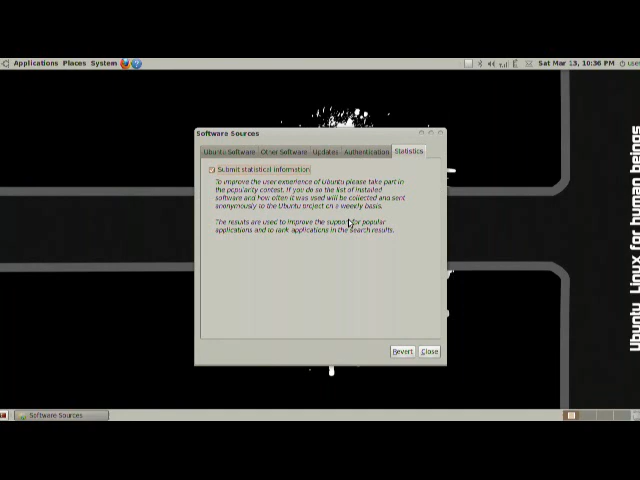 Applications Places System ? Sat Mar 13, 10:36 PM
Software Sources
Ubuntu Software Other Software Updates Authentication Statistics
Submit statistical information
To improve the user experience of Ubuntu please take part in
the popularity contest. If you do so the list of installed
software and how often it was used will be collected and sent
anonymously to the Ubuntu project on a weekly basis.
The results are used to improve the support for popular
applications and to rank applications in the search results.
Revert Close
Software Sources
Ubuntu, Linux for human beings